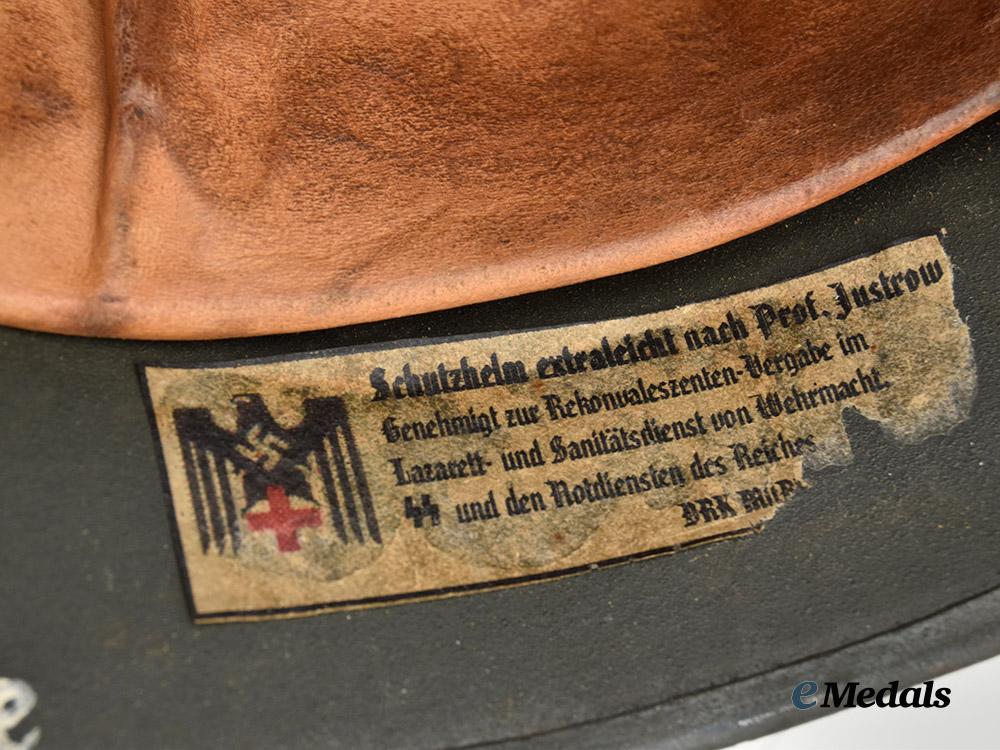 Schutzhelm extraleicht nach Prof. Justrow
Genehmigt zur Rekonvaleszenten-Vergabe im
Lazarett- und Sanitätsdienst von Wehrmacht,
ϟϟ und den Notdiensten des Reiches
DRK
eMedals